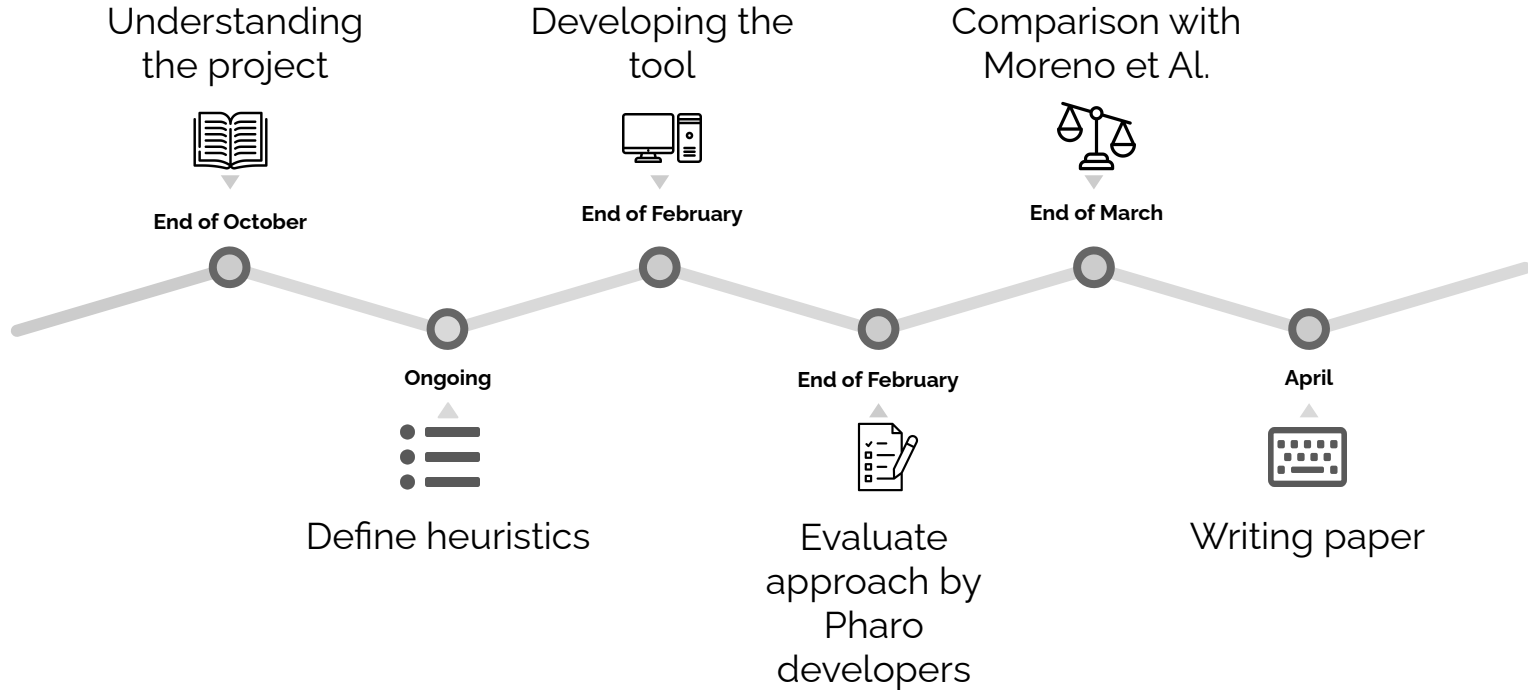 Understanding
the project
End of October
Ongoing
Define heuristics
Developing the
tool
End of February
End of February
Evaluate
approach by
Pharo
developers
Comparison with
Moreno et Al.
End of March
April
Writing paper